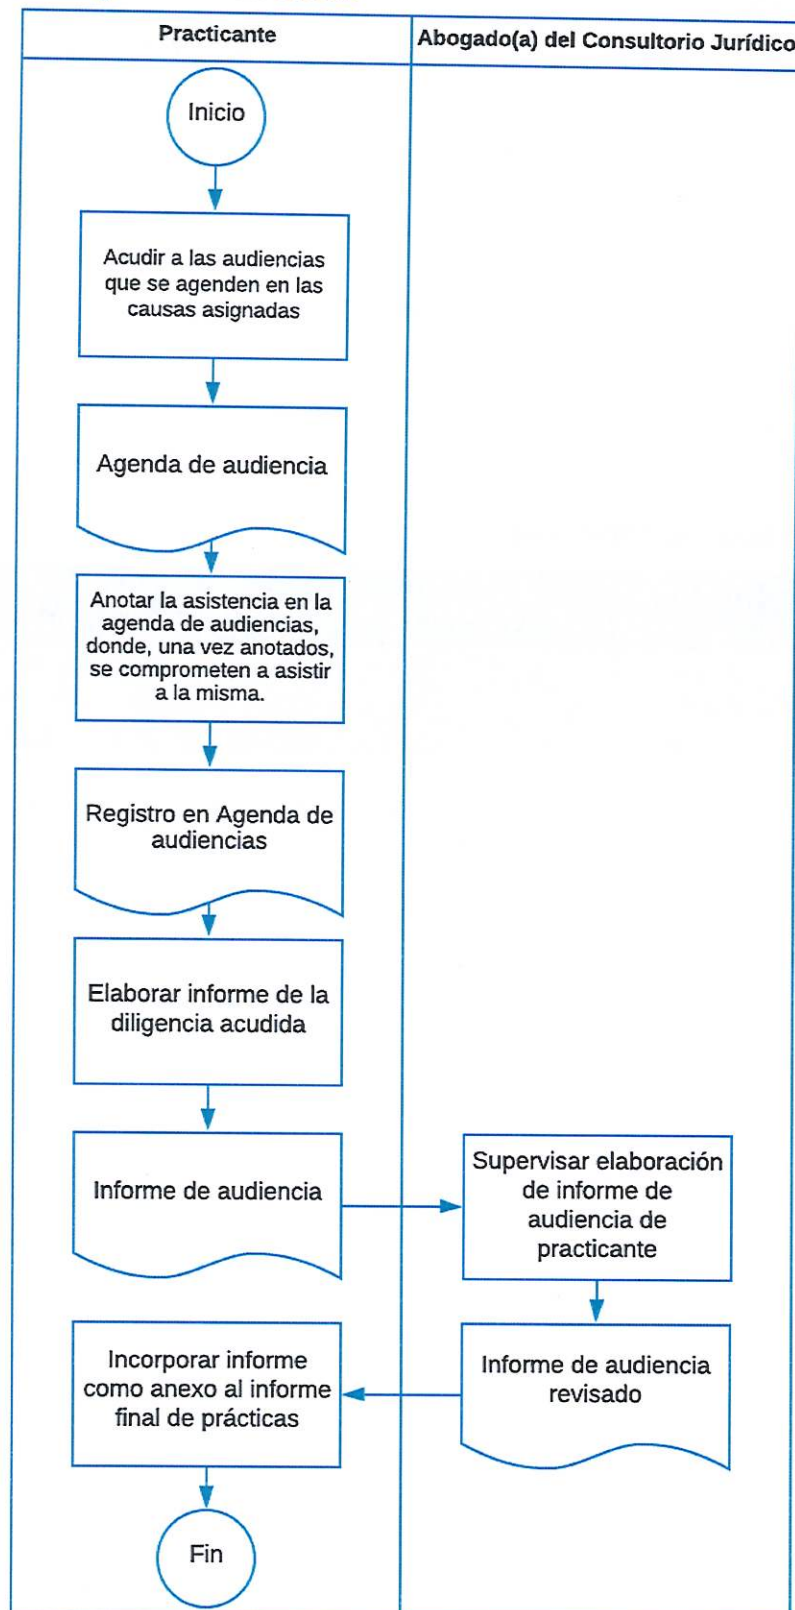 Practicante
Abogado(a) del Consultorio Jurídico
Inicio
Acudir a las audiencias
que se agenden en las
causas asignadas
Agenda de audiencia
Anotar la asistencia en la
agenda de audiencias,
donde, una vez anotados,
se comprometen a asistir
a la misma.
Registro en Agenda de
audiencias
Elaborar informe de la
diligencia acudida
Informe de audiencia
Supervisar elaboración
de informe de
audiencia de
practicante
Informe de audiencia
revisado
Incorporar informe
como anexo al informe
final de prácticas
Fin